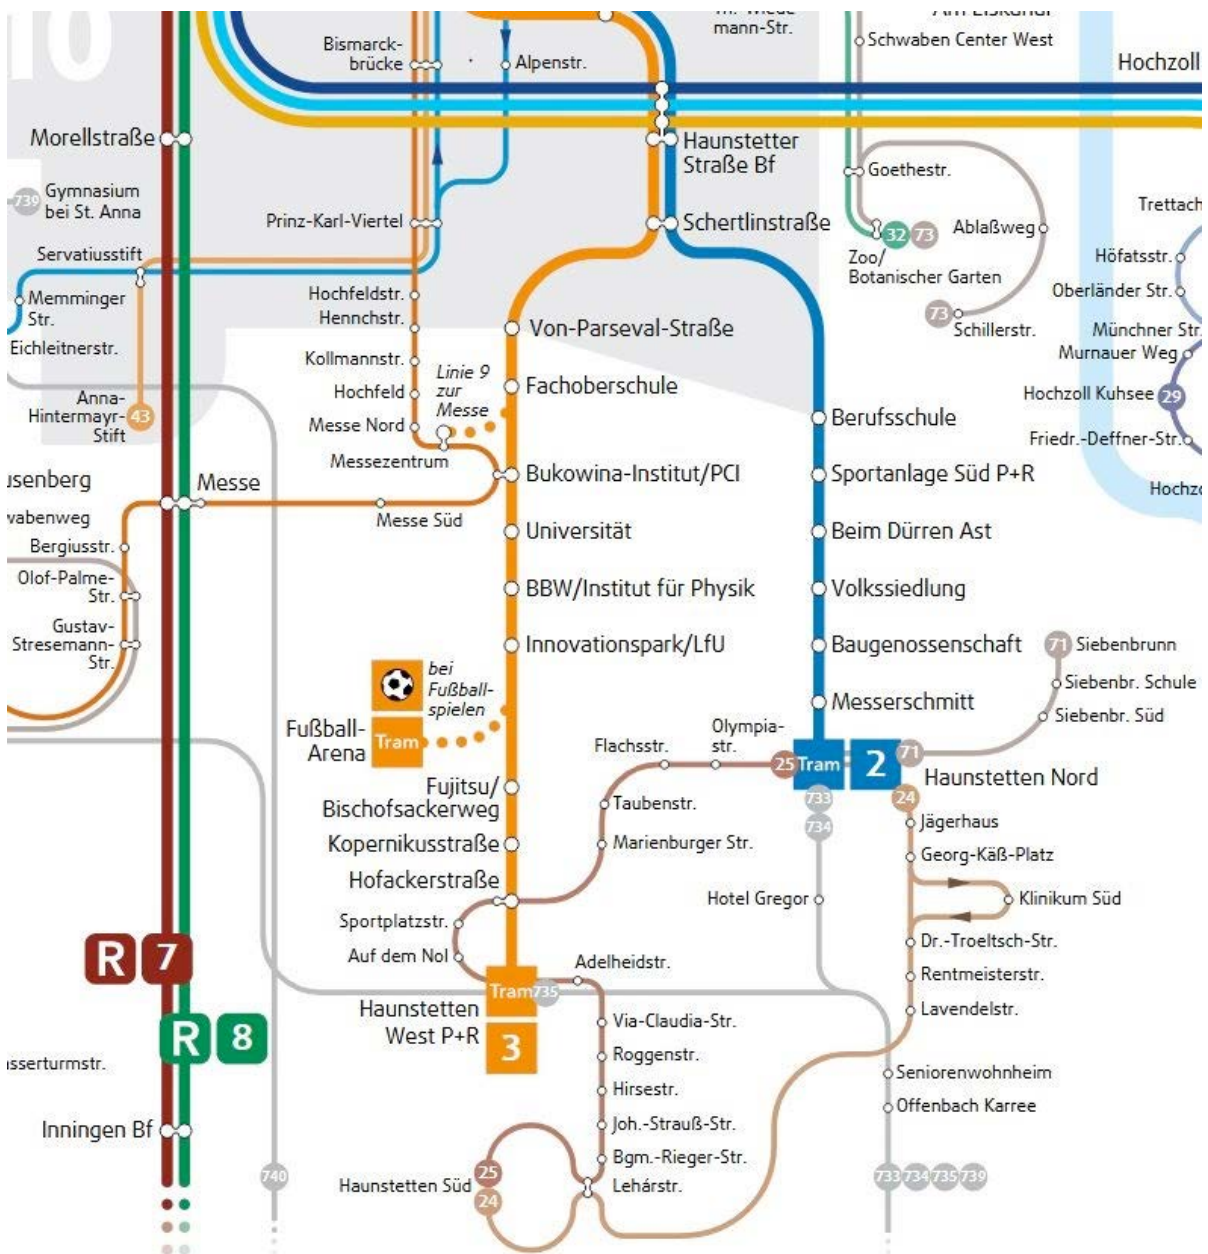 10
Bismarck-
brücke
Alpenstr.
mann-Str.
Schwaben Center West
Hochzoll
Morellstraße
Haunstetter
Straße Bf
Goethestr.
739
Gymnasium
bei St. Anna
Prinz-Karl-Viertel
Schertlinstraße
Ablaßweg
Trettach
32
73
Zoo/
Botanischer Garten
Servatiusstift
Höfatsstr.
Memminger
Str.
Hochfeldstr.
Hennchstr.
Oberländer Str.
73
Schillerstr.
Von-Parseval-Straße
Münchner Str.
Eichleitnerstr.
Kollmannstr.
Murnauer Weg
Linie 9
zur
Messe
Fachoberschule
Hochfeld
Hochzoll Kuhsee
29
Anna-
Hintermayr-
Stift
43
Messe Nord
Berufsschule
Friedr.-Deffner-Str.
Messezentrum
Bukowina-Institut/PCI
Sportanlage Süd P+R
usenberg
Messe
Hochzo
wabenweg
Messe Süd
Universität
Beim Dürren Ast
Bergiusstr.
Olof-Palme-
Str.
BBW/Institut für Physik
Volkssiedlung
Gustav-
Stresemann-
Str.
Innovationspark/LfU
Baugenossenschaft
71
Siebenbrunn
bei
Fußball-
spielen
Siebenbr. Schule
Messerschmitt
Siebenbr. Süd
Fußball-
Arena
Tram
Flachsstr.
Olympia-
str.
25
Tram
2
71
Haunstetten Nord
Fujitsu/
Bischofsackerweg
Taubenstr.
733
734
24
Jägerhaus
Kopernikusstraße
Marienburger Str.
Georg-Käß-Platz
Hofackerstraße
Hotel Gregor
Klinikum Süd
Sportplatzstr.
Auf dem Nol
Dr.-Troeltsch-Str.
R 7
Adelheidstr.
Rentmeisterstr.
Tram
735
Haunstetten
West P+R
3
Lavendelstr.
Via-Claudia-Str.
R 8
Roggenstr.
asserturmstr.
Seniorenwohnheim
Hirsestr.
Offenbach Karree
Inningen Bf
Joh.-Strauß-Str.
Bgm.-Rieger-Str.
740
Haunstetten Süd
25
24
Lehárstr.
733
734
735
739